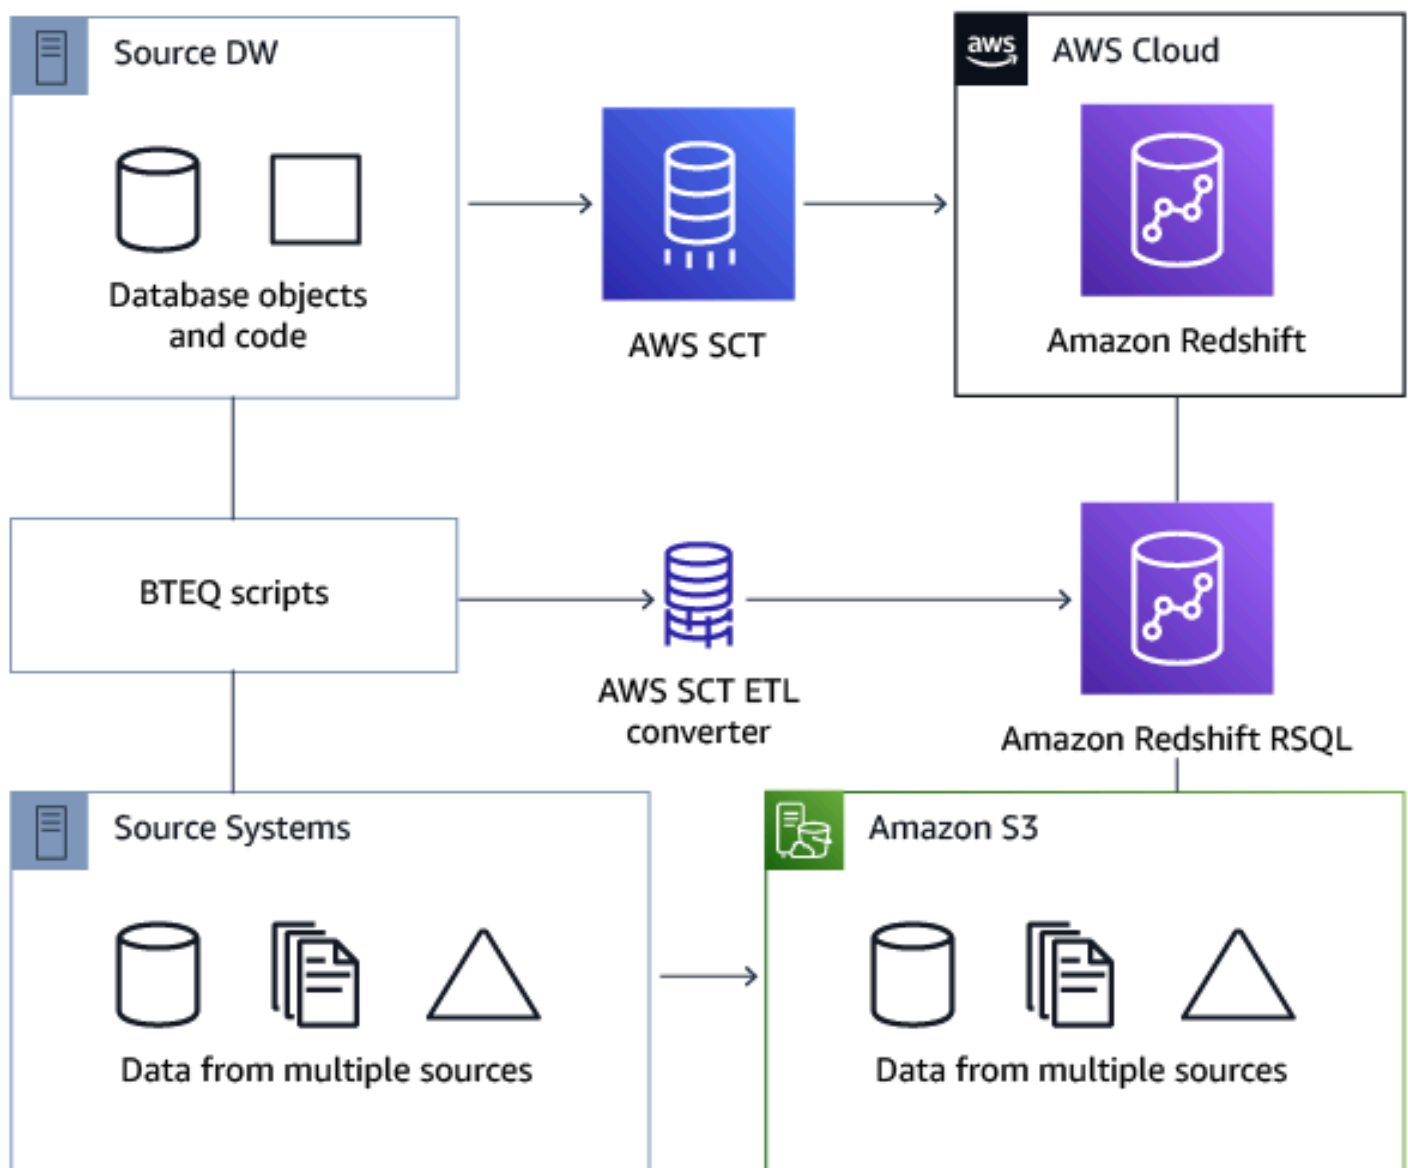 Source DW
aws
AWS Cloud
Database objects
and code
AWS SCT
Amazon Redshift
BTEQ scripts
AWS SCT ETL
converter
Amazon Redshift RSQL
Source Systems
Amazon S3
Data from multiple sources
Data from multiple sources